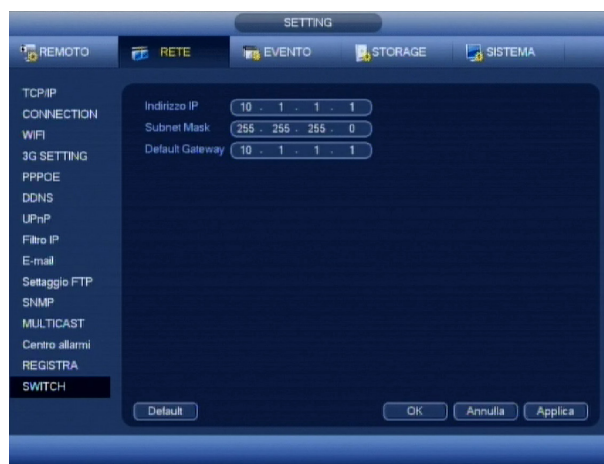 SETTING
REMOTO RETE EVENTO STORAGE SISTEMA
TCP/IP
CONNECTION
WIFI
3G SETTING
PPPOE
DDNS
UPnP
Filtro IP
E-mail
Settaggio FTP
SNMP
MULTICAST
Centro allarmi
REGISTRA
SWITCH
Indirizzo IP 10 . 1 . 1 . 1
Subnet Mask 255 . 255 . 255 . 0
Default Gateway 10 . 1 . 1 . 1
Default OK Annulla Applica